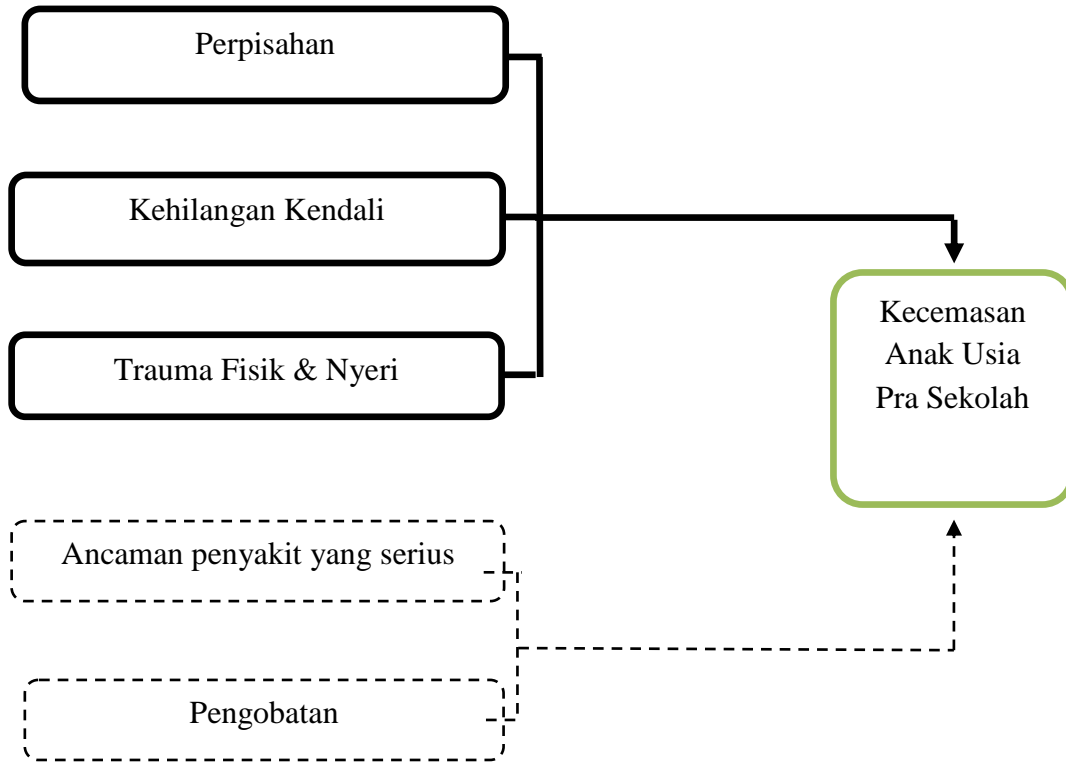 Perpisahan
Kehilangan Kendali
Trauma Fisik & Nyeri
Kecemasan
Anak Usia
Pra Sekolah
Ancaman penyakit yang serius
Pengobatan